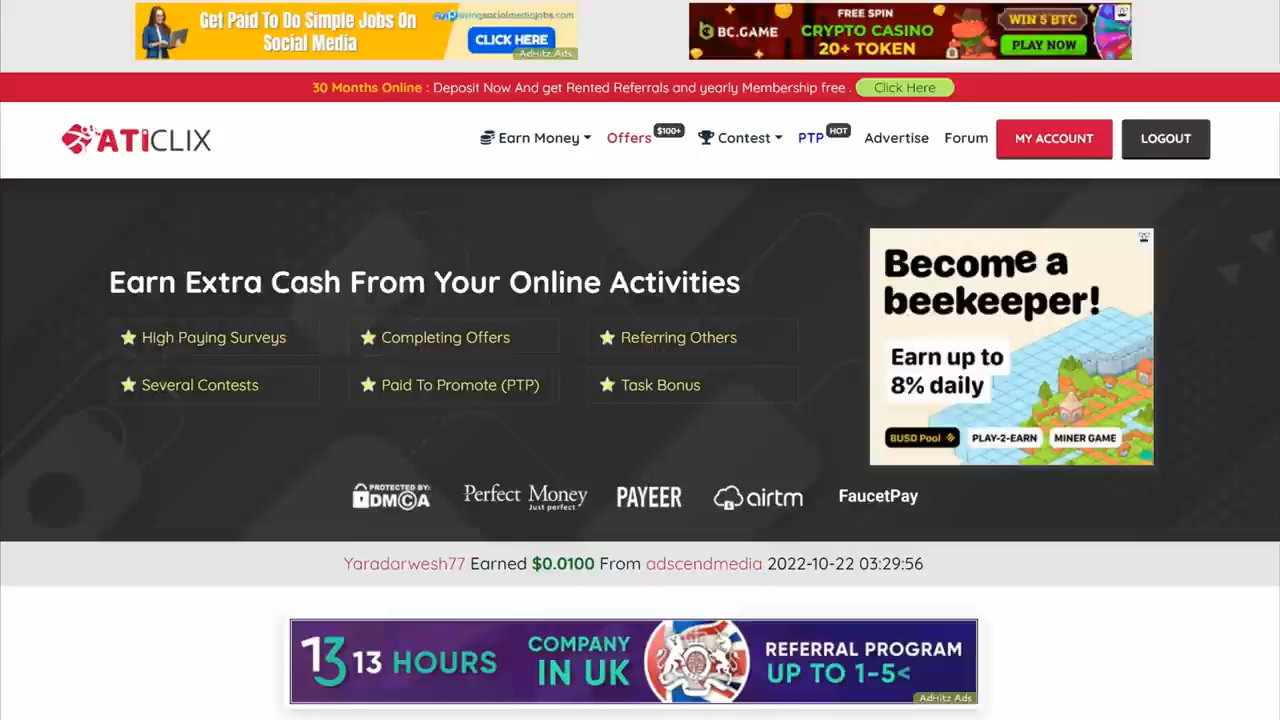 Get Paid To Do Simple Jobs On
Social Media
payingsocialmediajobs.com
CLICK HERE
AdHitz Ads
BC.GAME
FREE SPIN
CRYPTO CASINO
20+ TOKEN
WIN 5 BTC
PLAY NOW
30 Months Online : Deposit Now And get Rented Referrals and yearly Membership free . Click Here
ATICLIX
Earn Money
Offers $100+
Contest
PTP HOT
Advertise
Forum
MY ACCOUNT
LOGOUT
Earn Extra Cash From Your Online Activities
High Paying Surveys
Completing Offers
Referring Others
Several Contests
Paid To Promote (PTP)
Task Bonus
Become a
beekeeper!
Earn up to
8% daily
BUSD Pool
PLAY-2-EARN
MINER GAME
PROTECTED BY:
DMCA
Perfect Money
Just perfect
PAYEER
airtm
FaucetPay
Yaradarwesh77 Earned $0.0100 From adscendmedia 2022-10-22 03:29:56
13
13 HOURS
COMPANY
IN UK
REFERRAL PROGRAM
UP TO 1-5<
AdHitz Ads